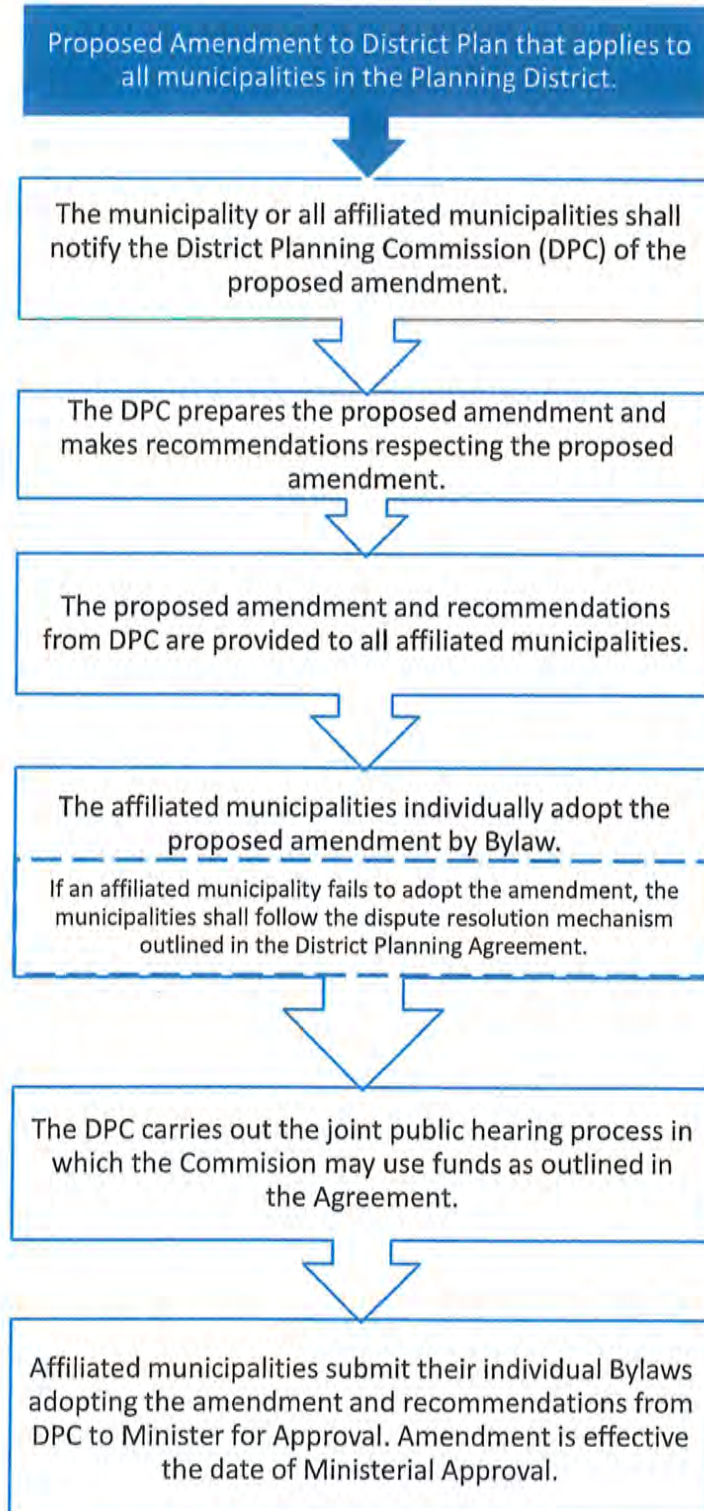 Proposed Amendment to District Plan that applies to
all municipalities in the Planning District.
The municipality or all affiliated municipalities shall
notify the District Planning Commission (DPC) of the
proposed amendment.
The DPC prepares the proposed amendment and
makes recommendations respecting the proposed
amendment.
The proposed amendment and recommendations
from DPC are provided to all affiliated municipalities.
The affiliated municipalities individually adopt the
proposed amendment by Bylaw.
If an affiliated municipality fails to adopt the amendment, the
municipalities shall follow the dispute resolution mechanism
outlined in the District Planning Agreement.
The DPC carries out the joint public hearing process in
which the Commision may use funds as outlined in
the Agreement.
Affiliated municipalities submit their individual Bylaws
adopting the amendment and recommendations from
DPC to Minister for Approval. Amendment is effective
the date of Ministerial Approval.